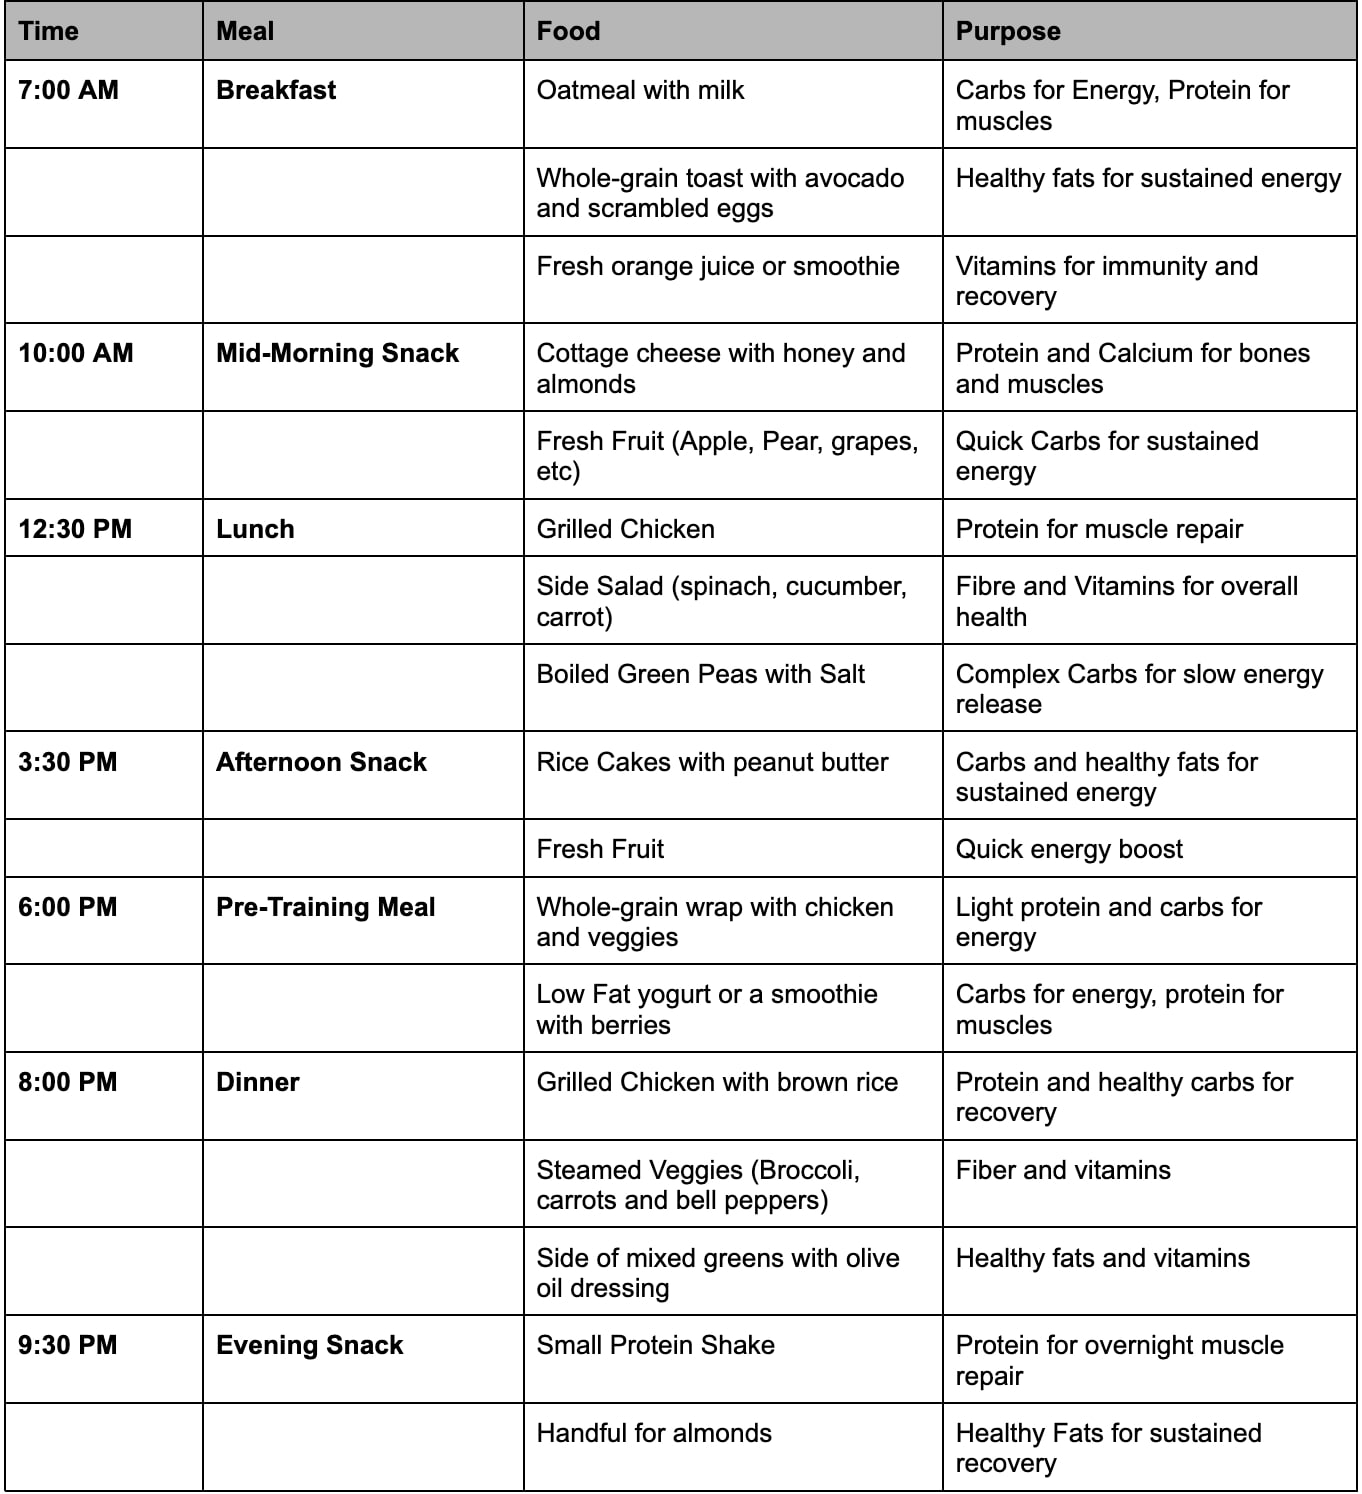 Time Meal Food Purpose
7:00 AM Breakfast Oatmeal with milk Carbs for Energy, Protein for
muscles
Whole-grain toast with avocado Healthy fats for sustained energy
and scrambled eggs
Fresh orange juice or smoothie Vitamins for immunity and
recovery
10:00 AM Mid-Morning Snack Cottage cheese with honey and Protein and Calcium for bones
almonds and muscles
Fresh Fruit (Apple, Pear, grapes, Quick Carbs for sustained
etc) energy
12:30 PM Lunch Grilled Chicken Protein for muscle repair
Side Salad (spinach, cucumber, Fibre and Vitamins for overall
carrot) health
Boiled Green Peas with Salt Complex Carbs for slow energy
release
3:30 PM Afternoon Snack Rice Cakes with peanut butter Carbs and healthy fats for
sustained energy
Fresh Fruit Quick energy boost
6:00 PM Pre-Training Meal Whole-grain wrap with chicken Light protein and carbs for
and veggies energy
Low Fat yogurt or a smoothie Carbs for energy, protein for
with berries muscles
8:00 PM Dinner Grilled Chicken with brown rice Protein and healthy carbs for
recovery
Steamed Veggies (Broccoli, Fiber and vitamins
carrots and bell peppers)
Side of mixed greens with olive Healthy fats and vitamins
oil dressing
9:30 PM Evening Snack Small Protein Shake Protein for overnight muscle
repair
Handful for almonds Healthy Fats for sustained
recovery